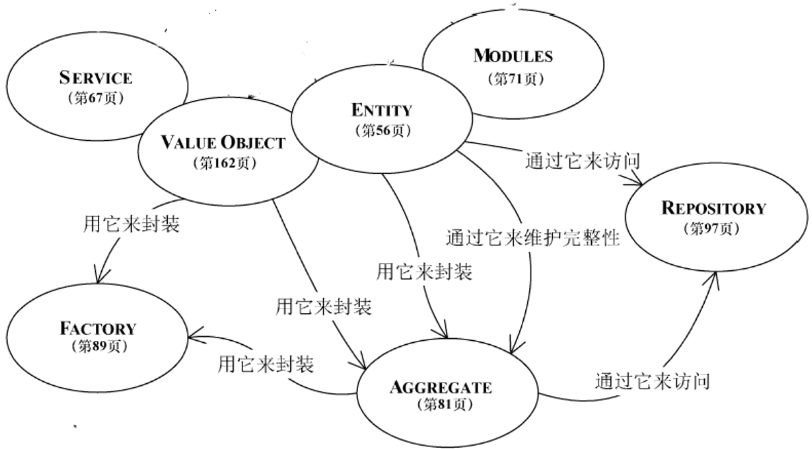 MODULES
(第71页)
SERVICE
(第67页)
ENTITY
(第56页)
VALUE OBJECT
(第162页)
通过它来访问
REPOSITORY
(第97页)
用它来封装
通过它来维护完整性
用它来封装
用它来封装
FACTORY
(第89页)
用它来封装
AGGREGATE
(第81页)
通过它来访问